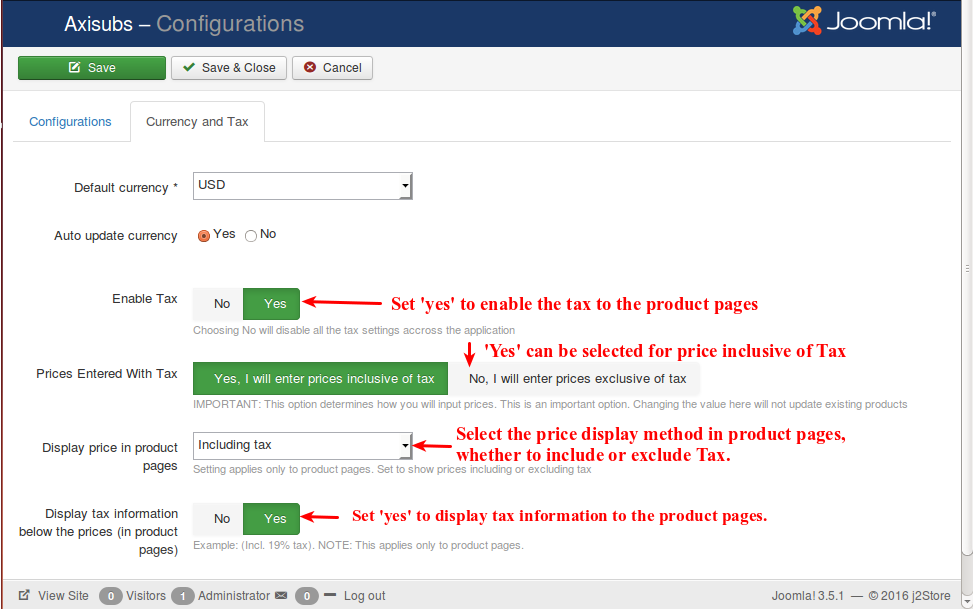 Axisubs – Configurations
Joomla!®
Save
Save & Close
Cancel
Configurations
Currency and Tax
Default currency *
USD
Auto update currency
Yes
No
Enable Tax
No
Yes
Set 'yes' to enable the tax to the product pages
Choosing No will disable all the tax settings accross the application
'Yes' can be selected for price inclusive of Tax
Prices Entered With Tax
Yes, I will enter prices inclusive of tax
No, I will enter prices exclusive of tax
IMPORTANT: This option determines how you will input prices. This is an important option. Changing the value here will not update existing products
Display price in product
pages
Including tax
Select the price display method in product pages,
whether to include or exclude Tax.
Setting applies only to product pages. Set to show prices including or excluding tax
Display tax information
below the prices (in product
pages)
No
Yes
Set 'yes' to display tax information to the product pages.
Example: (Incl. 19% tax). NOTE: This applies only to product pages.
View Site
0
Visitors
1
Administrator
0
Log out
Joomla! 3.5.1 — © 2016 j2Store